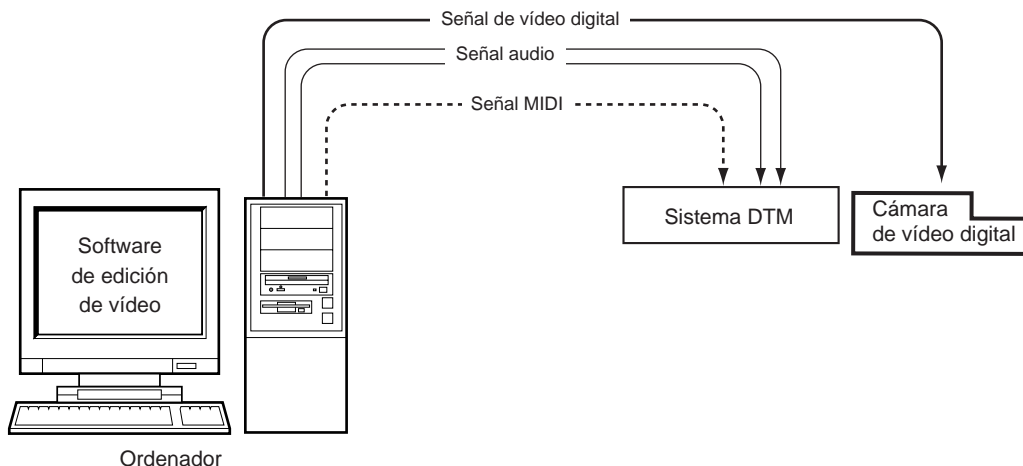 Señal de vídeo digital
Señal audio
Señal MIDI
Software
de edición
de vídeo
Sistema DTM
Cámara
de vídeo digital
Ordenador